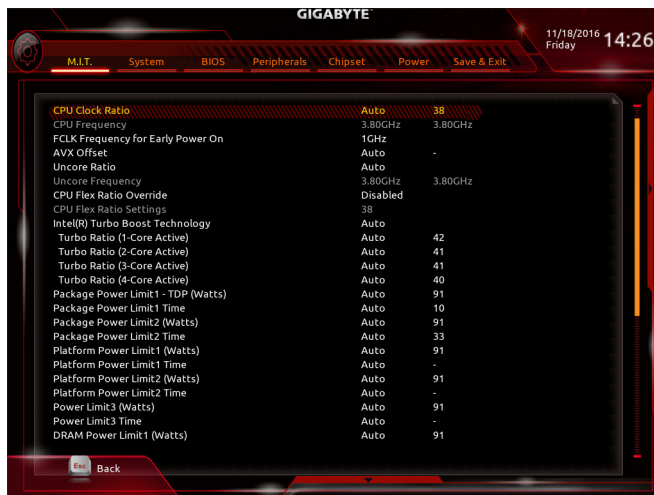 GIGABYTE™
11/18/2016 14:26
Friday
M.I.T. System BIOS Peripherals Chipset Power Save & Exit
CPU Clock Ratio Auto 38
CPU Frequency 3.80GHz 3.80GHz
FCLK Frequency for Early Power On 1GHz
AVX Offset Auto -
Uncore Ratio Auto
Uncore Frequency 3.80GHz 3.80GHz
CPU Flex Ratio Override Disabled
CPU Flex Ratio Settings 38
Intel(R) Turbo Boost Technology Auto
Turbo Ratio (1-Core Active) Auto 42
Turbo Ratio (2-Core Active) Auto 41
Turbo Ratio (3-Core Active) Auto 41
Turbo Ratio (4-Core Active) Auto 40
Package Power Limit1 - TDP (Watts) Auto 91
Package Power Limit1 Time Auto 10
Package Power Limit2 (Watts) Auto 91
Package Power Limit2 Time Auto 33
Platform Power Limit1 (Watts) Auto 91
Platform Power Limit1 Time Auto -
Platform Power Limit2 (Watts) Auto 91
Platform Power Limit2 Time Auto -
Power Limit3 (Watts) Auto 91
Power Limit3 Time Auto -
DRAM Power Limit1 (Watts) Auto 91
Esc Back